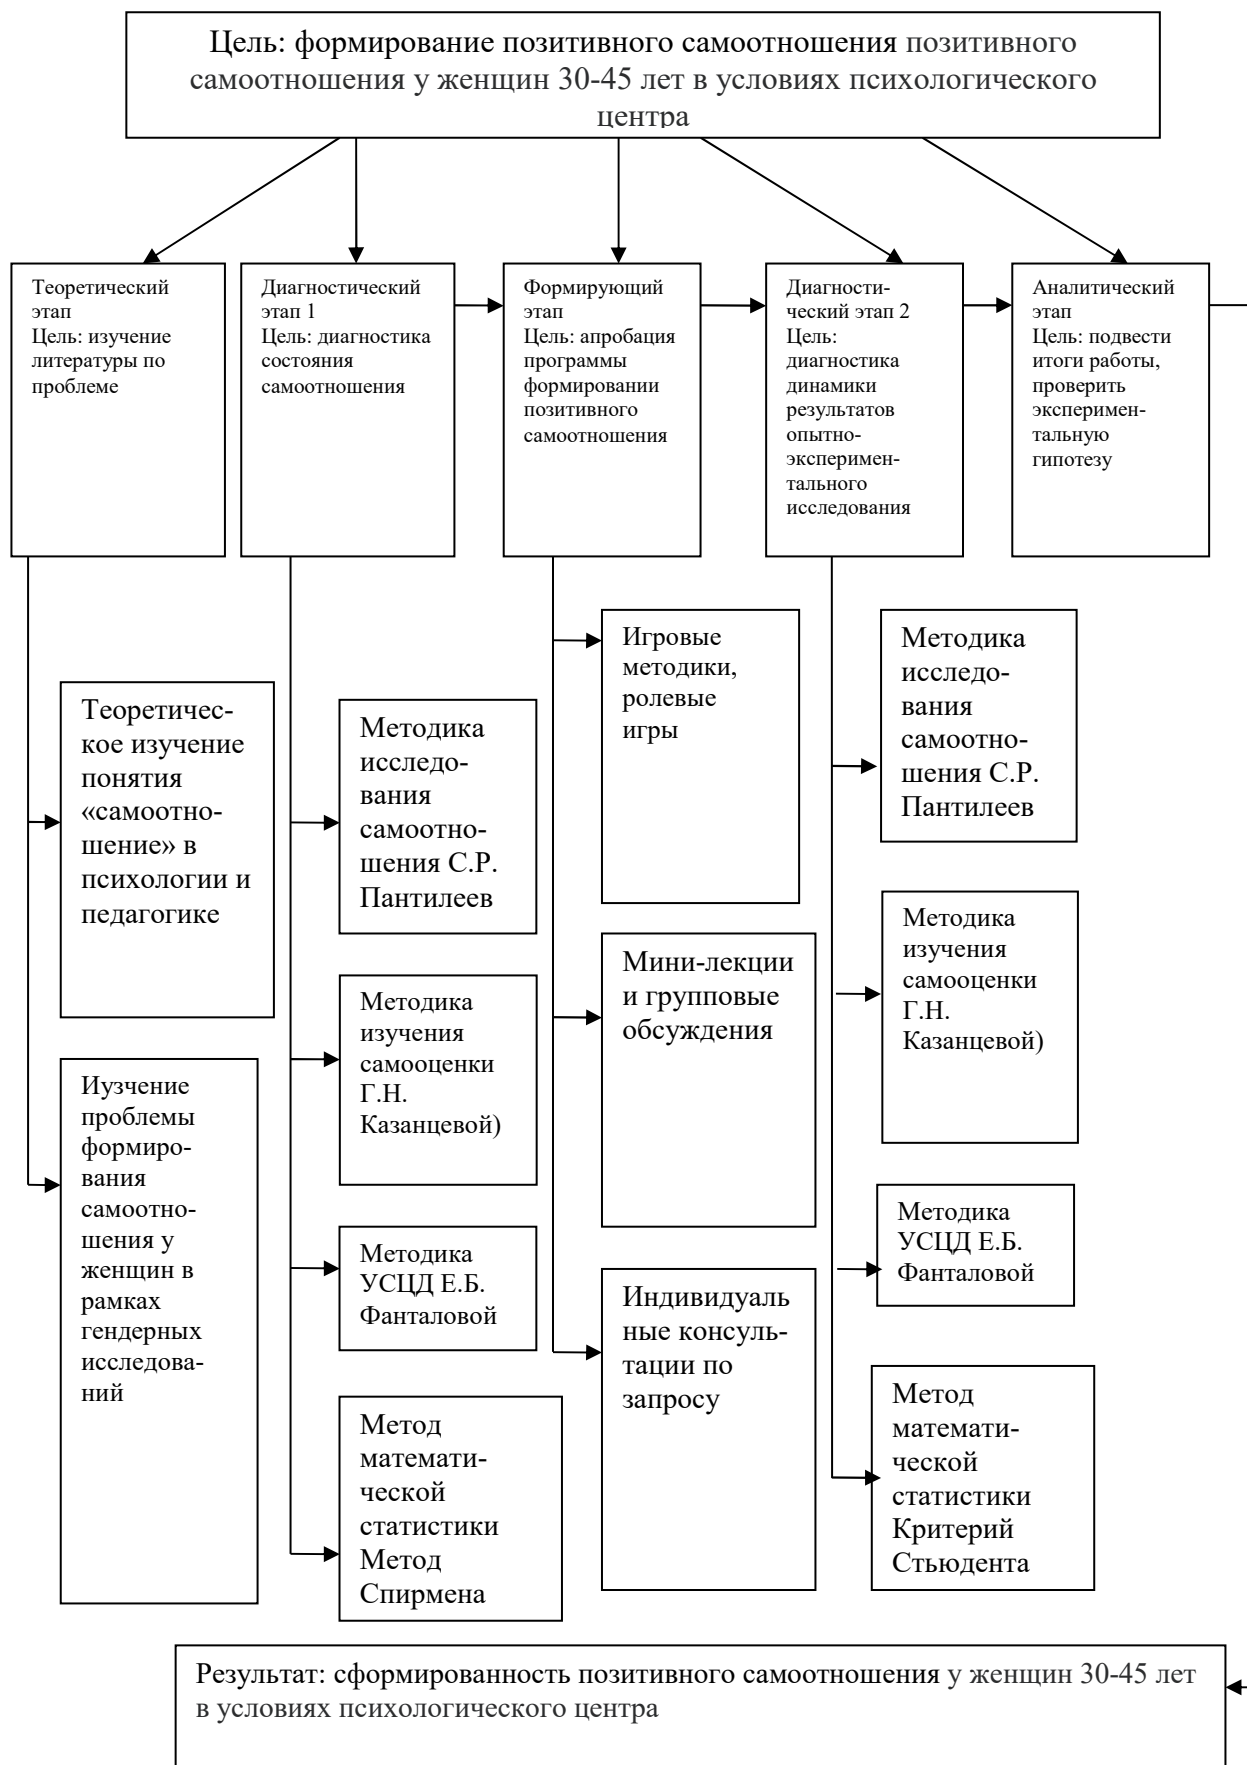 Цель: формирование позитивного самоотношения позитивного
самоотношения у женщин 30-45 лет в условиях психологического
центра
Теоретический
этап
Цель: изучение
литературы по
проблеме
Диагностический
этап 1
Цель: диагностика
состояния
самоотношения
Формирующий
этап
Цель: апробация
программы
формировании
позитивного
самоотношения
Диагности-
ческий этап 2
Цель:
диагностика
динамики
результатов
опытно-
эксперимен-
тального
исследования
Аналитический
этап
Цель: подвести
итоги работы,
проверить
эксперимен-
тальную
гипотезу
Теоретичес-
кое изучение
понятия
«самоотно-
шение» в
психологии и
педагогике
Иузчение
проблемы
формиро-
вания
самоотно-
шения у
женщин в
рамках
гендерных
исследова-
ний
Методика
исследо-
вания
самоотно-
шения С.Р.
Пантилеев
Методика
изучения
самооценки
Г.Н.
Казанцевой)
Методика
УСЦД Е.Б.
Фанталовой
Метод
математи-
ческой
статистики
Метод
Спирмена
Игровые
методики,
ролевые
игры
Мини-лекции
и групповые
обсуждения
Индивидуаль
ные консуль-
тации по
запросу
Методика
исследо-
вания
самоотно-
шения С.Р.
Пантилеев
Методика
изучения
самооценки
Г.Н.
Казанцевой)
Методика
УСЦД Е.Б.
Фанталовой
Метод
математи-
ческой
статистики
Критерий
Стьюдента
Результат: сформированность позитивного самоотношения у женщин 30-45 лет
в условиях психологического центра